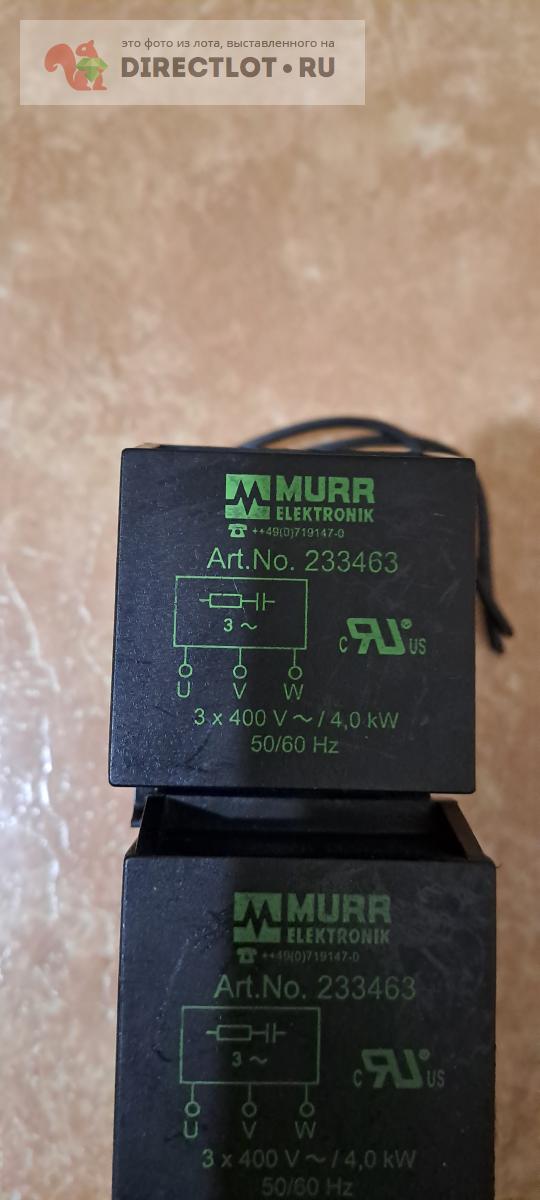 это фото из лота, выставленного на
DIRECTLOT•RU
MURR
ELEKTRONIK
☎ ++49(0)719147-0
Art.No. 233463
3 ~
c RU® US
U V W
3 x 400 V ~ / 4,0 kW
50/60 Hz
MURR
ELEKTRONIK
☎ ++49(0)719147-0
Art.No. 233463
3 ~
c RU® US
U V W
3 x 400 V ~ / 4,0 kW
50/60 Hz